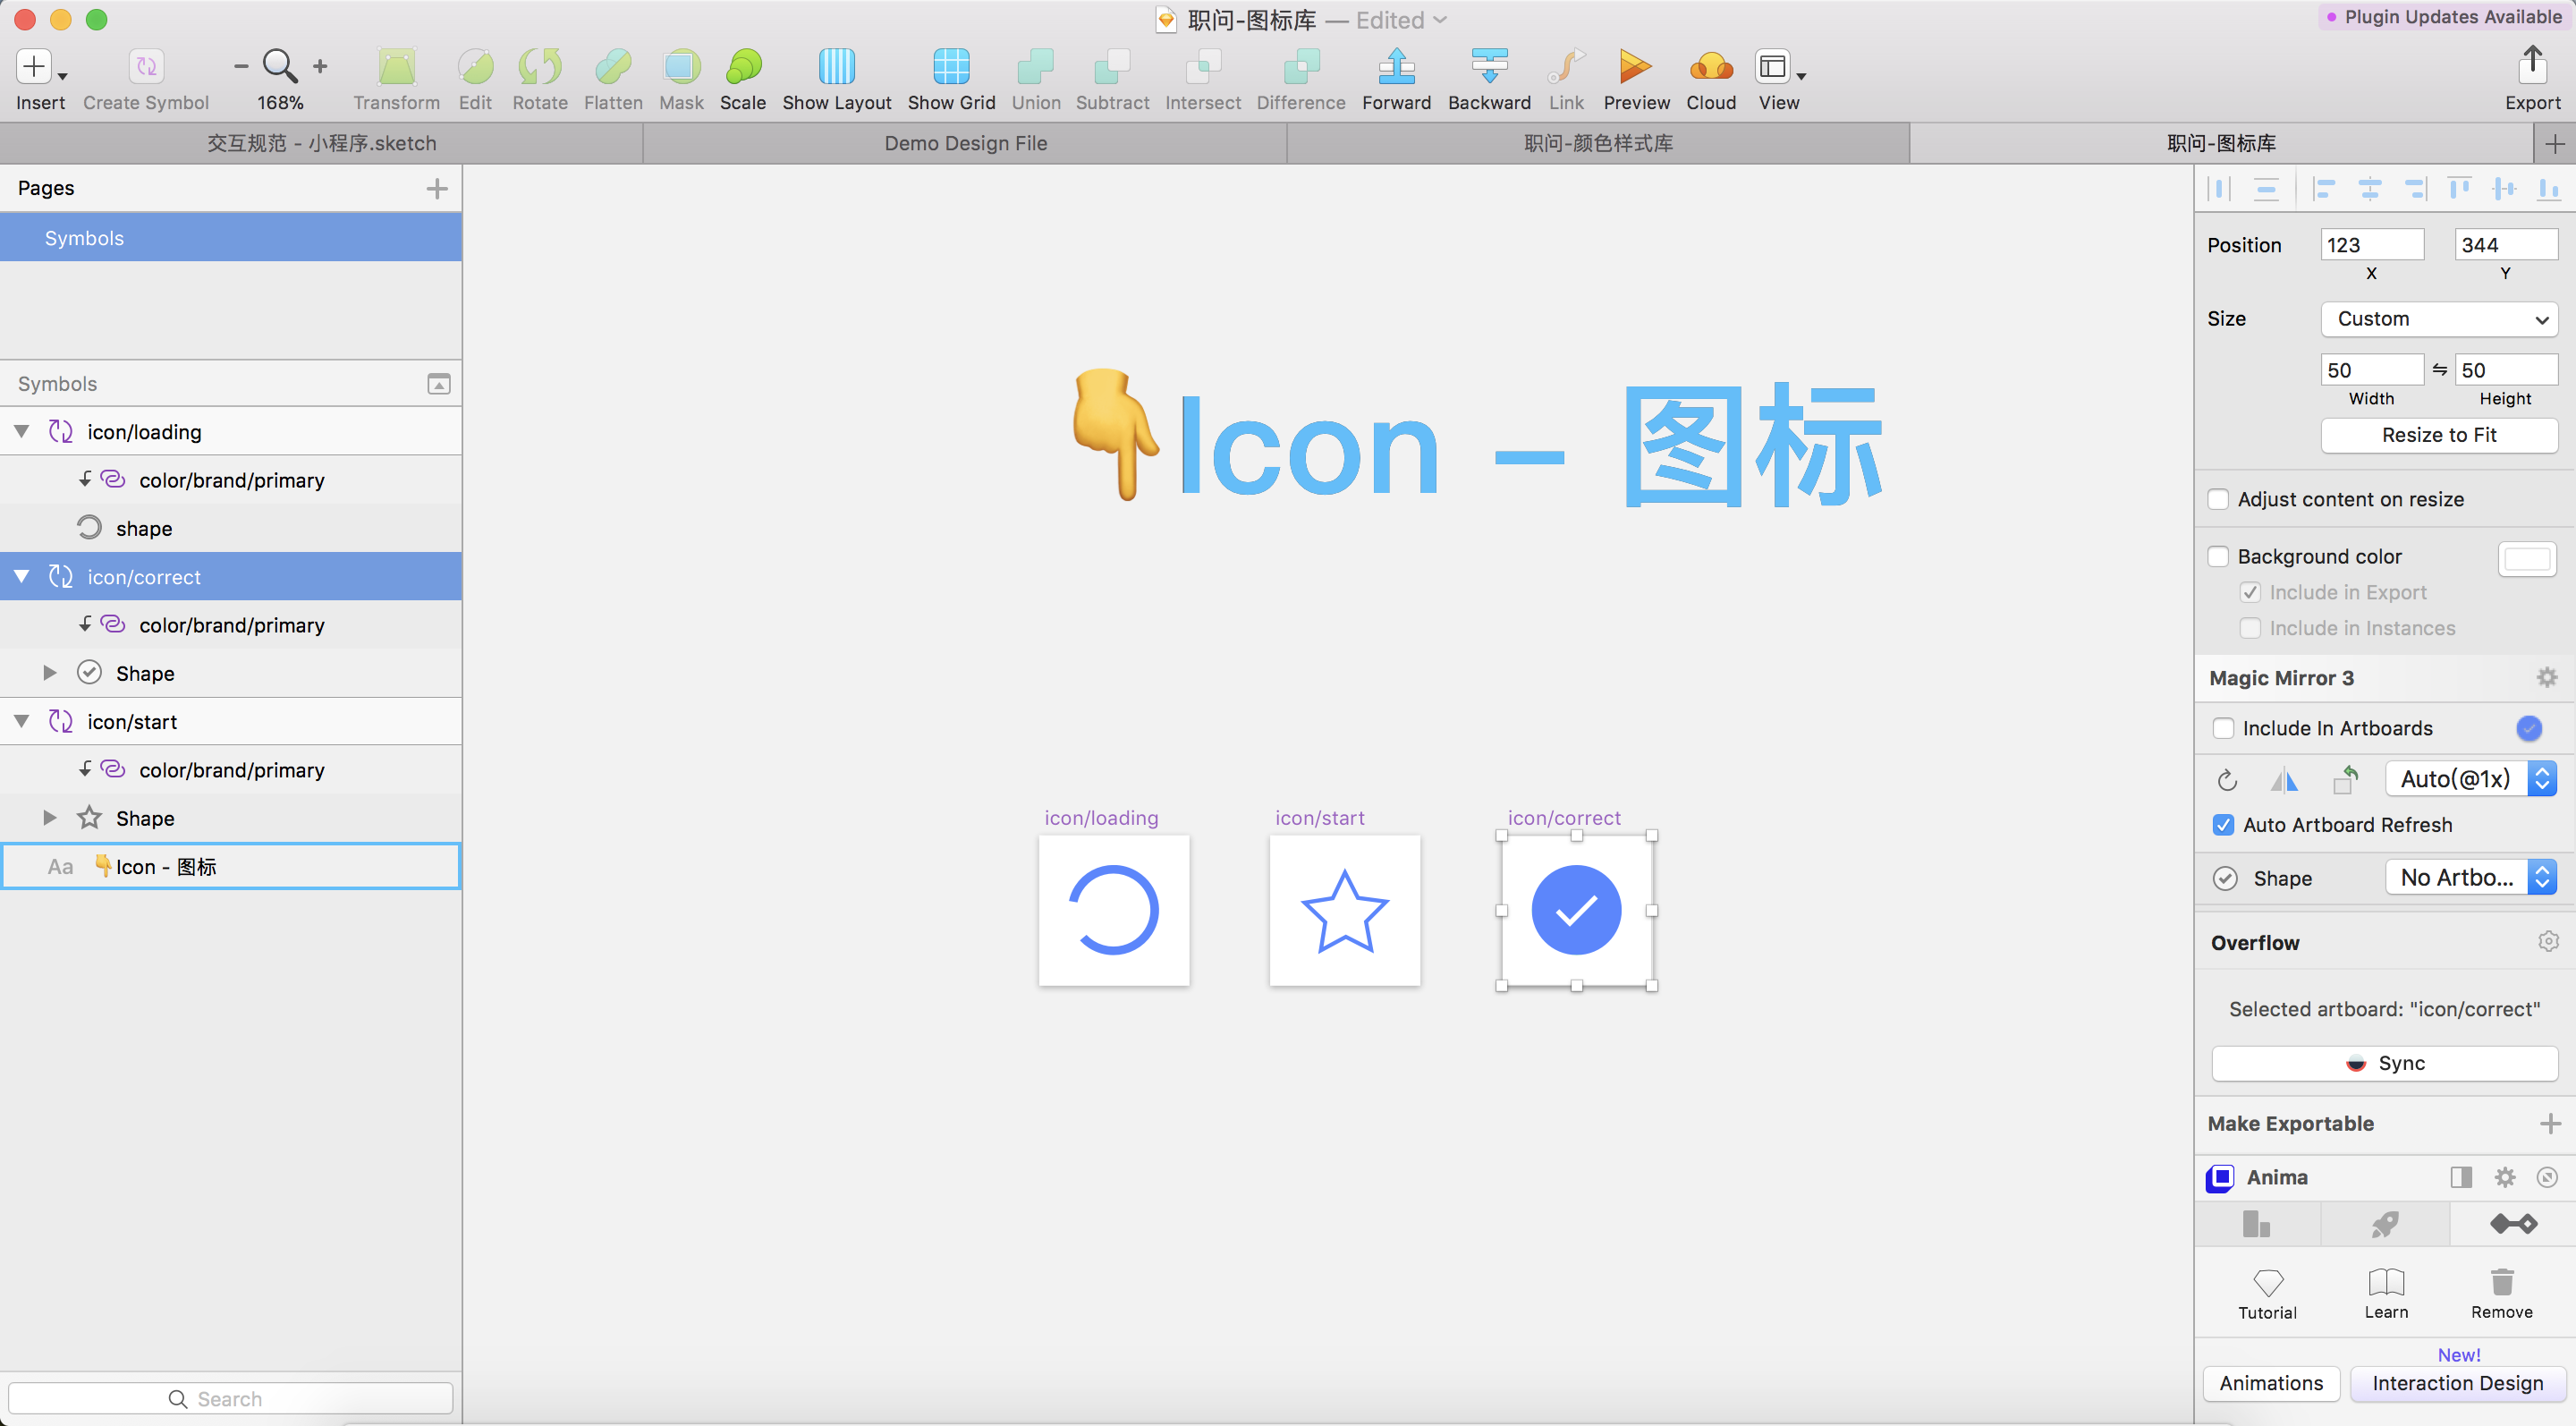 职问-图标库 — Edited
Plugin Updates Available
Insert
Create Symbol
168%
Transform
Edit
Rotate
Flatten
Mask
Scale
Show Layout
Show Grid
Union
Subtract
Intersect
Difference
Forward
Backward
Link
Preview
Cloud
View
Export
交互规范 - 小程序.sketch
Demo Design File
职问-颜色样式库
职问-图标库
Pages
Symbols
Symbols
icon/loading
color/brand/primary
shape
icon/correct
color/brand/primary
Shape
icon/start
color/brand/primary
Shape
Aa 👇Icon - 图标
Search
👇Icon – 图标
icon/loading
icon/start
icon/correct
Position
123
344
X
Y
Size
Custom
50
50
Width
Height
Resize to Fit
Adjust content on resize
Background color
Include in Export
Include in Instances
Magic Mirror 3
Include In Artboards
Auto(@1x)
Auto Artboard Refresh
Shape
No Artbo...
Overflow
Selected artboard: "icon/correct"
Sync
Make Exportable
Anima
Tutorial
Learn
Remove
New!
Animations
Interaction Design